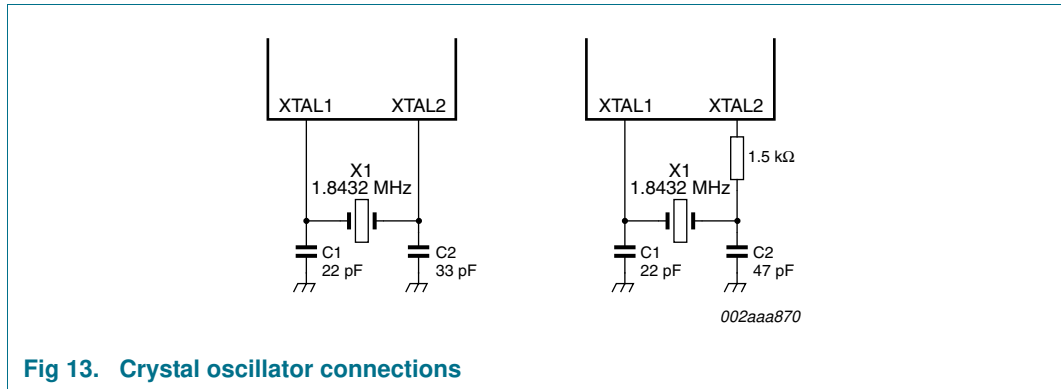 XTAL1 XTAL2
X1
1.8432 MHz
C1
22 pF
C2
33 pF
XTAL1 XTAL2
1.5 kΩ
X1
1.8432 MHz
C1
22 pF
C2
47 pF
002aaa870
Fig 13. Crystal oscillator connections